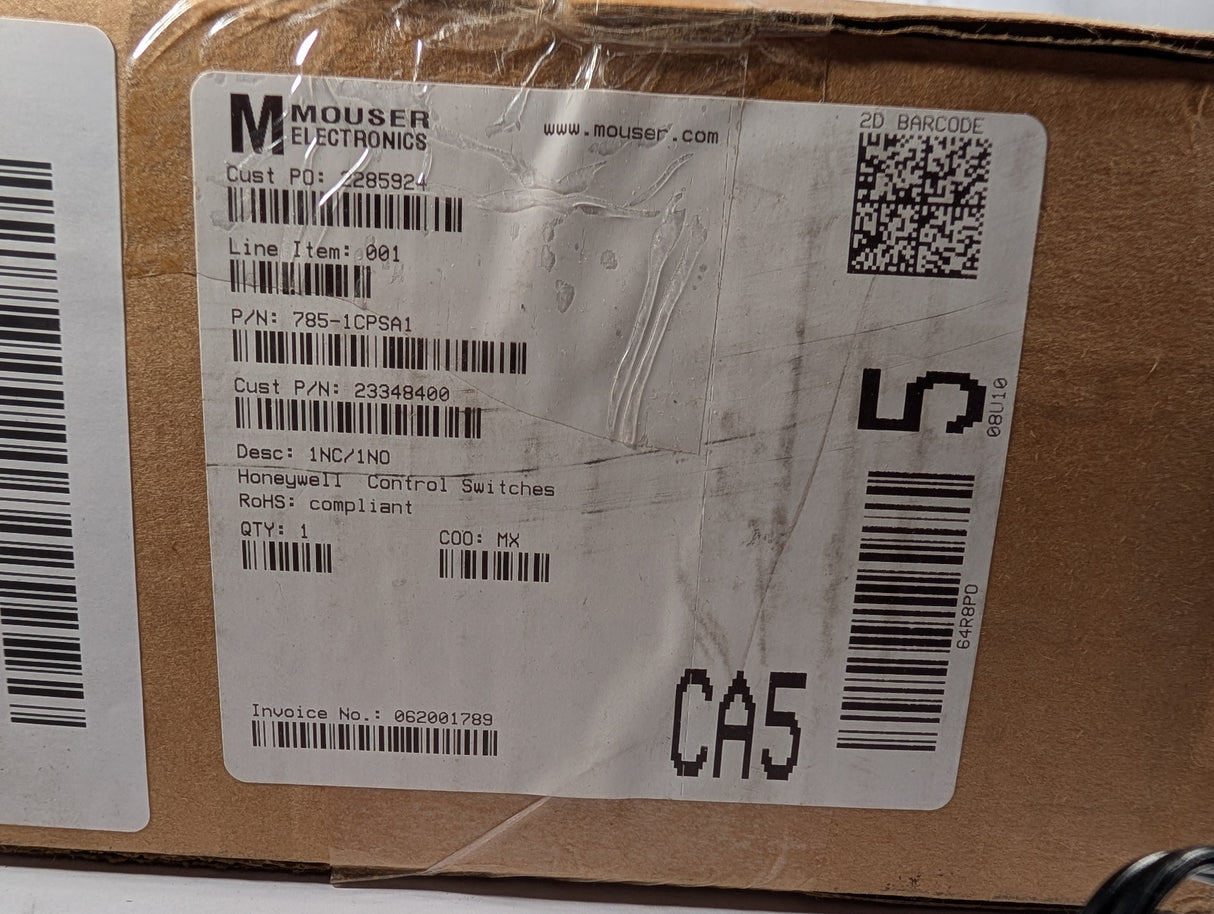 MOUSER
ELECTRONICS
www.mouser.com
2D BARCODE
Cust PO: 2285924
Line Item: 001
P/N: 785-1CPSA1
Cust P/N: 23348400
Desc: 1NC/1NO
Honeywell Control Switches
RoHS: compliant
QTY: 1
COO: MX
Invoice No.: 062001789
CA5
5
08U10
64R8PO